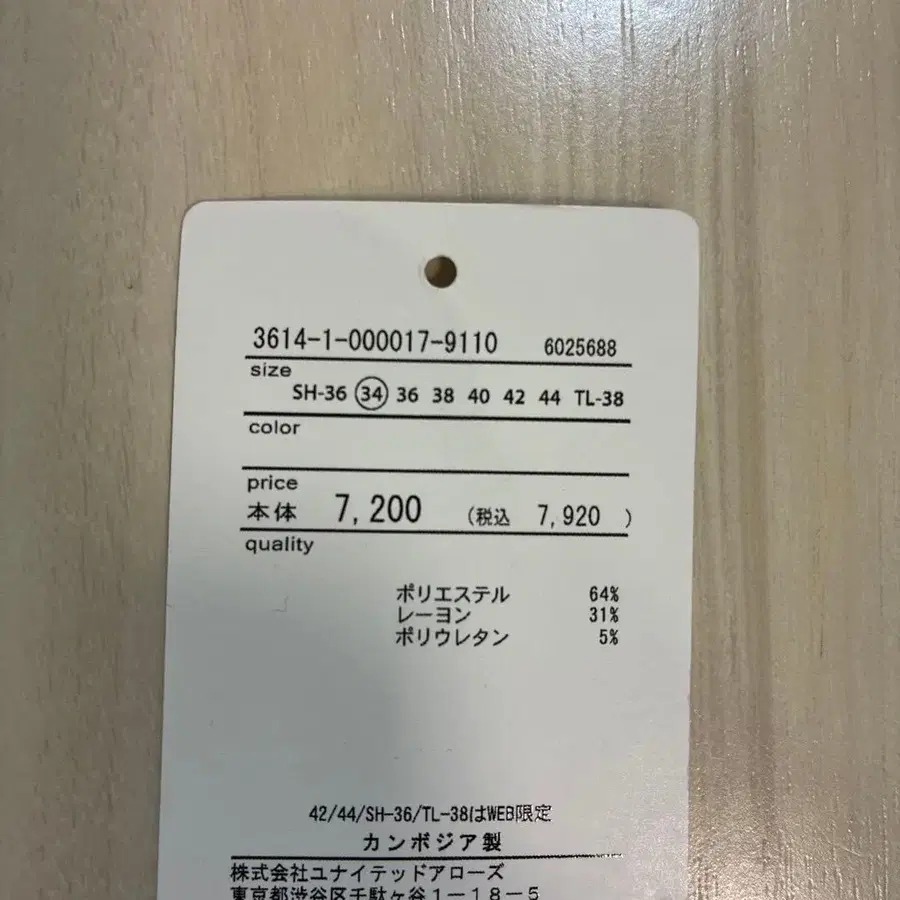 3614-1-000017-9110 6025688
size
SH-36 34 36 38 40 42 44 TL-38
color
price
本体 7,200 (税込 7,920 )
quality
ポリエステル 64%
レーヨン 31%
ポリウレタン 5%
42/44/SH-36/TL-38はWEB限定
カンボジア製
株式会社ユナイテッドアローズ
東京都渋谷区千駄ヶ谷1-18-5